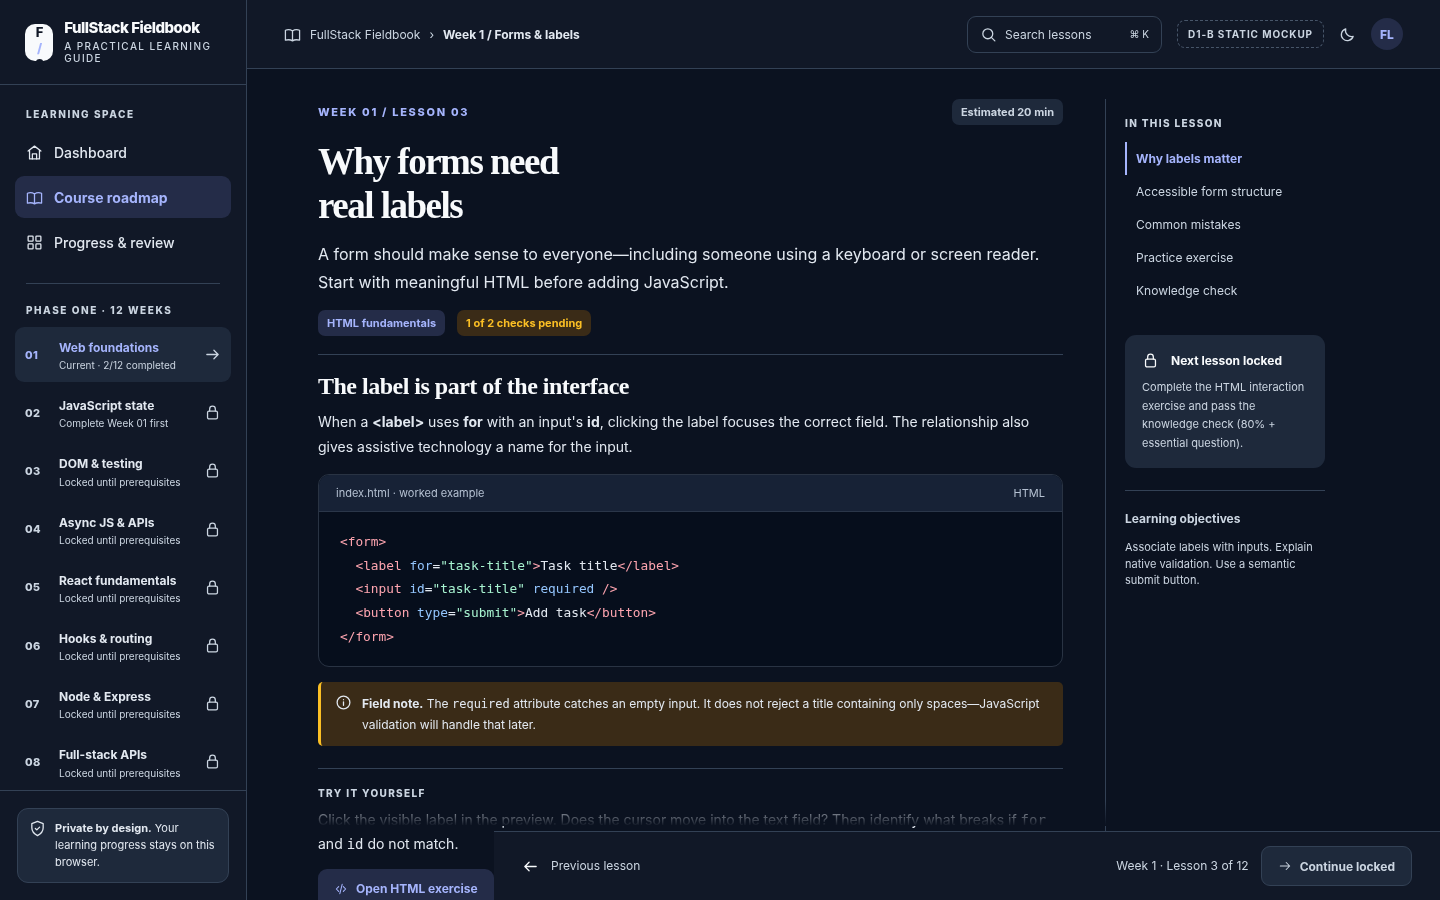 F
/
FullStack Fieldbook
A PRACTICAL LEARNING
GUIDE
LEARNING SPACE
Dashboard
Course roadmap
Progress & review
PHASE ONE · 12 WEEKS
01
Web foundations
Current · 2/12 completed
02
JavaScript state
Complete Week 01 first
03
DOM & testing
Locked until prerequisites
04
Async JS & APIs
Locked until prerequisites
05
React fundamentals
Locked until prerequisites
06
Hooks & routing
Locked until prerequisites
07
Node & Express
Locked until prerequisites
08
Full-stack APIs
Locked until prerequisites
Private by design. Your
learning progress stays on this
browser.
FullStack Fieldbook › Week 1 / Forms & labels
Search lessons ⌘ K
D1-B STATIC MOCKUP
FL
WEEK 01 / LESSON 03
Estimated 20 min
Why forms need
real labels
A form should make sense to everyone—including someone using a keyboard or screen reader.
Start with meaningful HTML before adding JavaScript.
HTML fundamentals
1 of 2 checks pending
The label is part of the interface
When a <label> uses for with an input's id, clicking the label focuses the correct field. The relationship also
gives assistive technology a name for the input.
index.html · worked example HTML
<form>
<label for="task-title">Task title</label>
<input id="task-title" required />
<button type="submit">Add task</button>
</form>
Field note. The required attribute catches an empty input. It does not reject a title containing only spaces—JavaScript
validation will handle that later.
TRY IT YOURSELF
Click the visible label in the preview. Does the cursor move into the text field? Then identify what breaks if for
and id do not match.
Open HTML exercise
IN THIS LESSON
Why labels matter
Accessible form structure
Common mistakes
Practice exercise
Knowledge check
Next lesson locked
Complete the HTML interaction
exercise and pass the
knowledge check (80% +
essential question).
Learning objectives
Associate labels with inputs. Explain
native validation. Use a semantic
submit button.
Previous lesson
Week 1 · Lesson 3 of 12
Continue locked